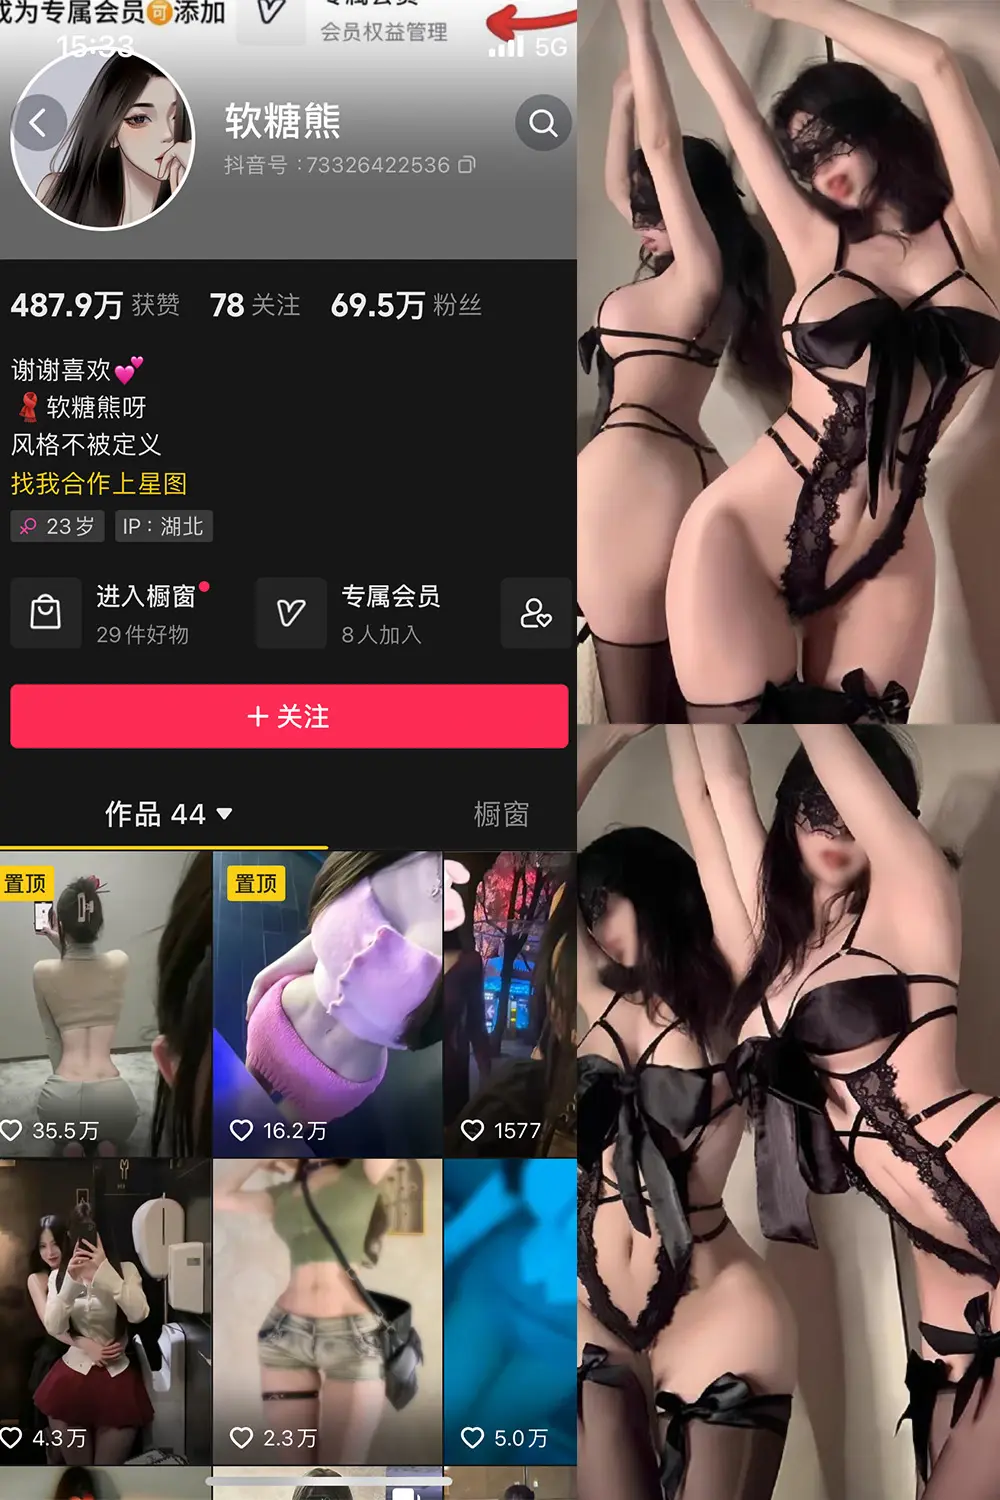 成为专属会员可添加
会员权益管理
15:33
5G
软糖熊
抖音号：73326422536
487.9万 获赞 78 关注 69.5万 粉丝
谢谢喜欢💕
🧣软糖熊呀
风格不被定义
找我合作上星图
23岁 IP：湖北
进入橱窗
29件好物
专属会员
8人加入
+ 关注
作品 44
橱窗
置顶
置顶
35.5万
16.2万
1577
4.3万
2.3万
5.0万